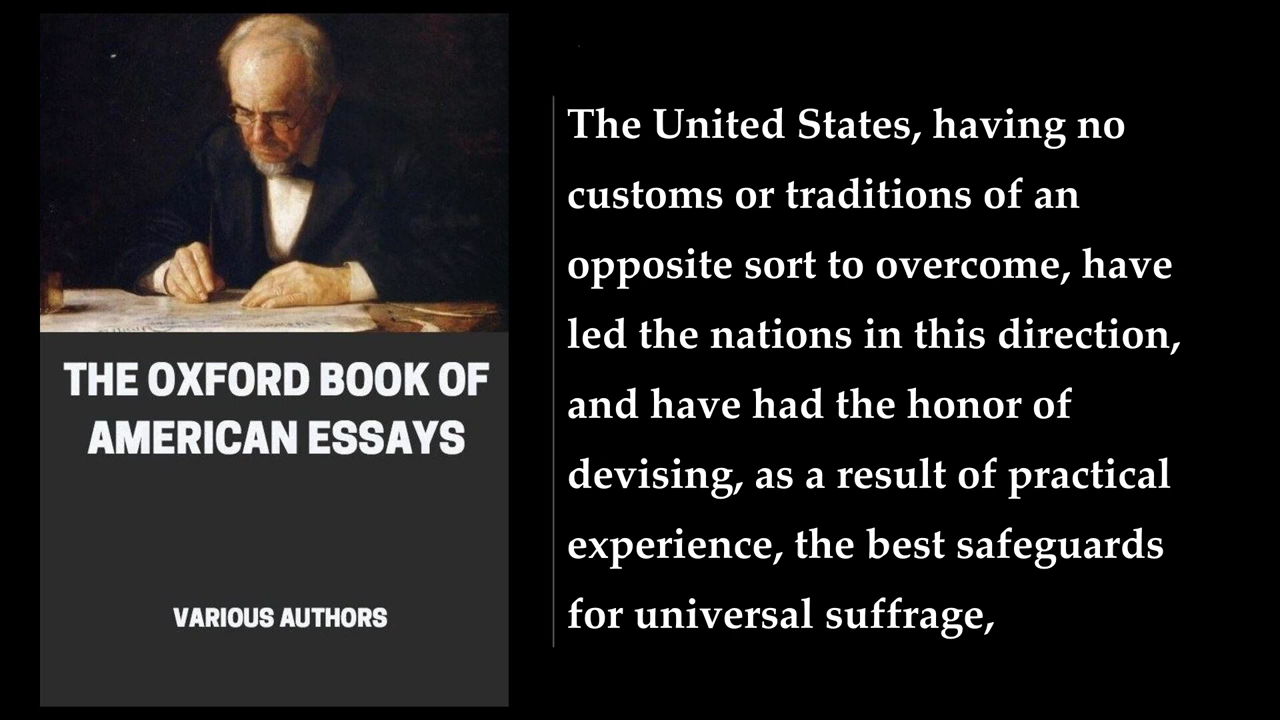 THE OXFORD BOOK OF
AMERICAN ESSAYS
VARIOUS AUTHORS
The United States, having no
customs or traditions of an
opposite sort to overcome, have
led the nations in this direction,
and have had the honor of
devising, as a result of practical
experience, the best safeguards
for universal suffrage,